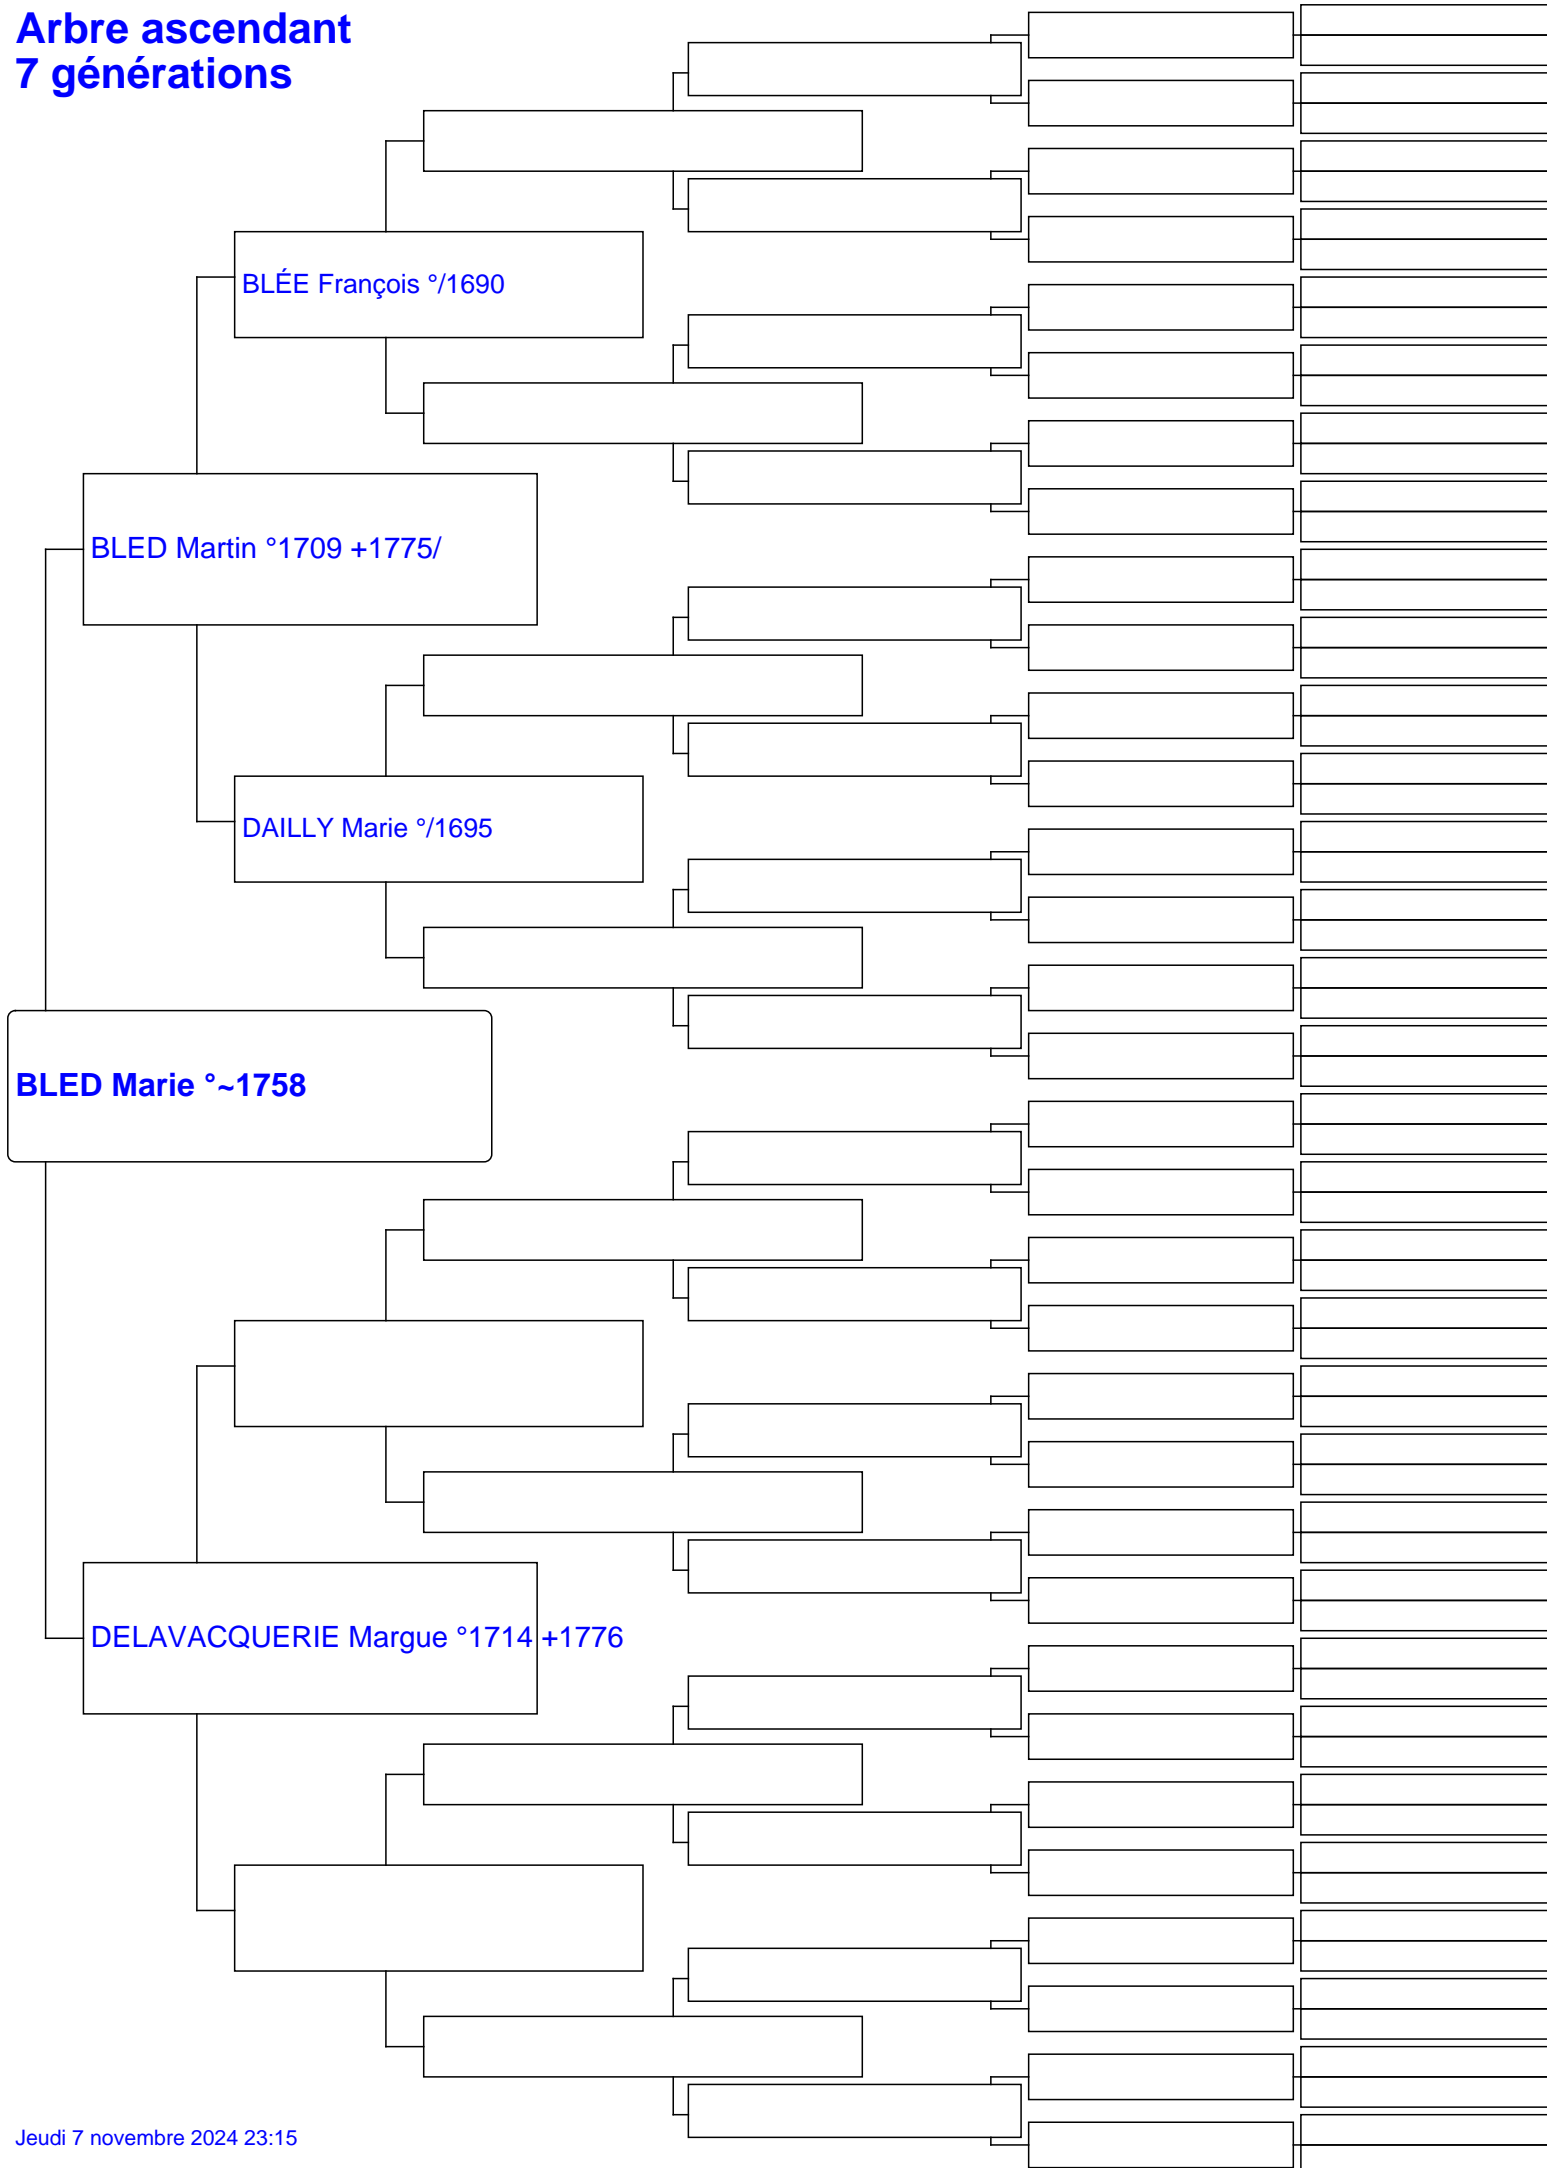 Arbre ascendant
7 générations
BLÉE François °/1690
BLED Martin °1709 +1775/
DAILLY Marie °/1695
BLED Marie °~1758
DELAVACQUERIE Margue °1714 +1776
Jeudi 7 novembre 2024 23:15